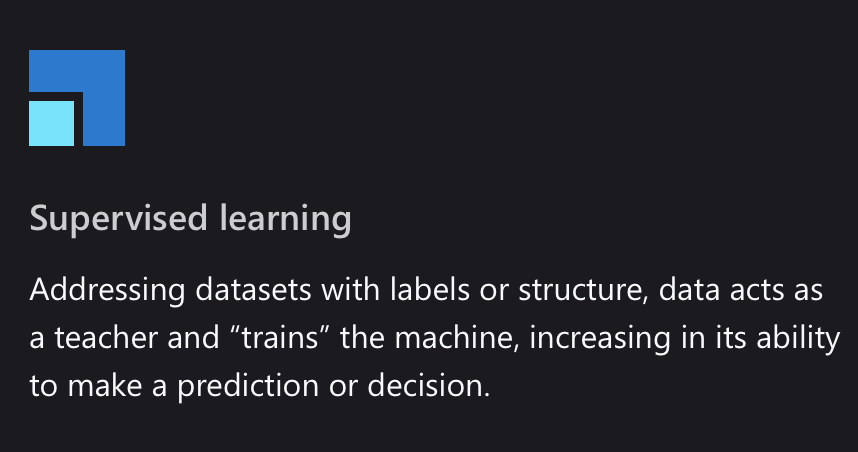 Supervised learning
Addressing datasets with labels or structure, data acts as
a teacher and “trains” the machine, increasing in its ability
to make a prediction or decision.